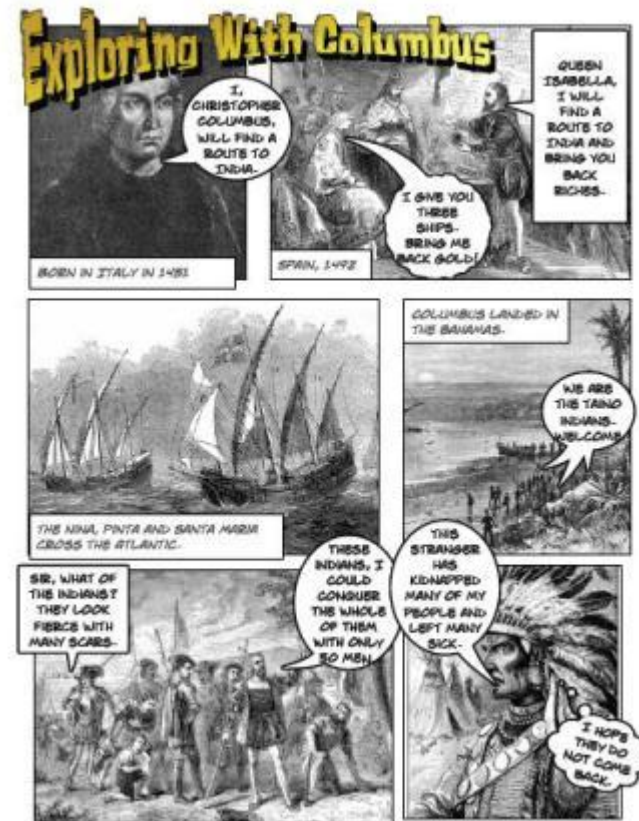 Exploring With Columbus
I,
CHRISTOPHER
COLUMBUS,
WILL FIND A
ROUTE TO
INDIA.
BORN IN ITALY IN 1451
QUEEN
ISABELLA,
I WILL
FIND A
ROUTE TO
INDIA AND
BRING YOU
BACK
RICHES.
I GIVE YOU
THREE
SHIPS.
BRING ME
BACK GOLD!
SPAIN, 1492
THE NINA, PINTA AND SANTA MARIA
CROSS THE ATLANTIC.
COLUMBUS LANDED IN
THE BAHAMAS.
WE ARE
THE TAINO
INDIANS.
WELCOME
SIR, WHAT OF
THE INDIANS?
THEY LOOK
FIERCE WITH
MANY SCARS.
THESE
INDIANS, I
COULD
CONQUER
THE WHOLE
OF THEM
WITH ONLY
50 MEN
THIS
STRANGER
HAS
KIDNAPPED
MANY OF MY
PEOPLE AND
LEFT MANY
SICK.
I HOPE
THEY DO
NOT COME
BACK.